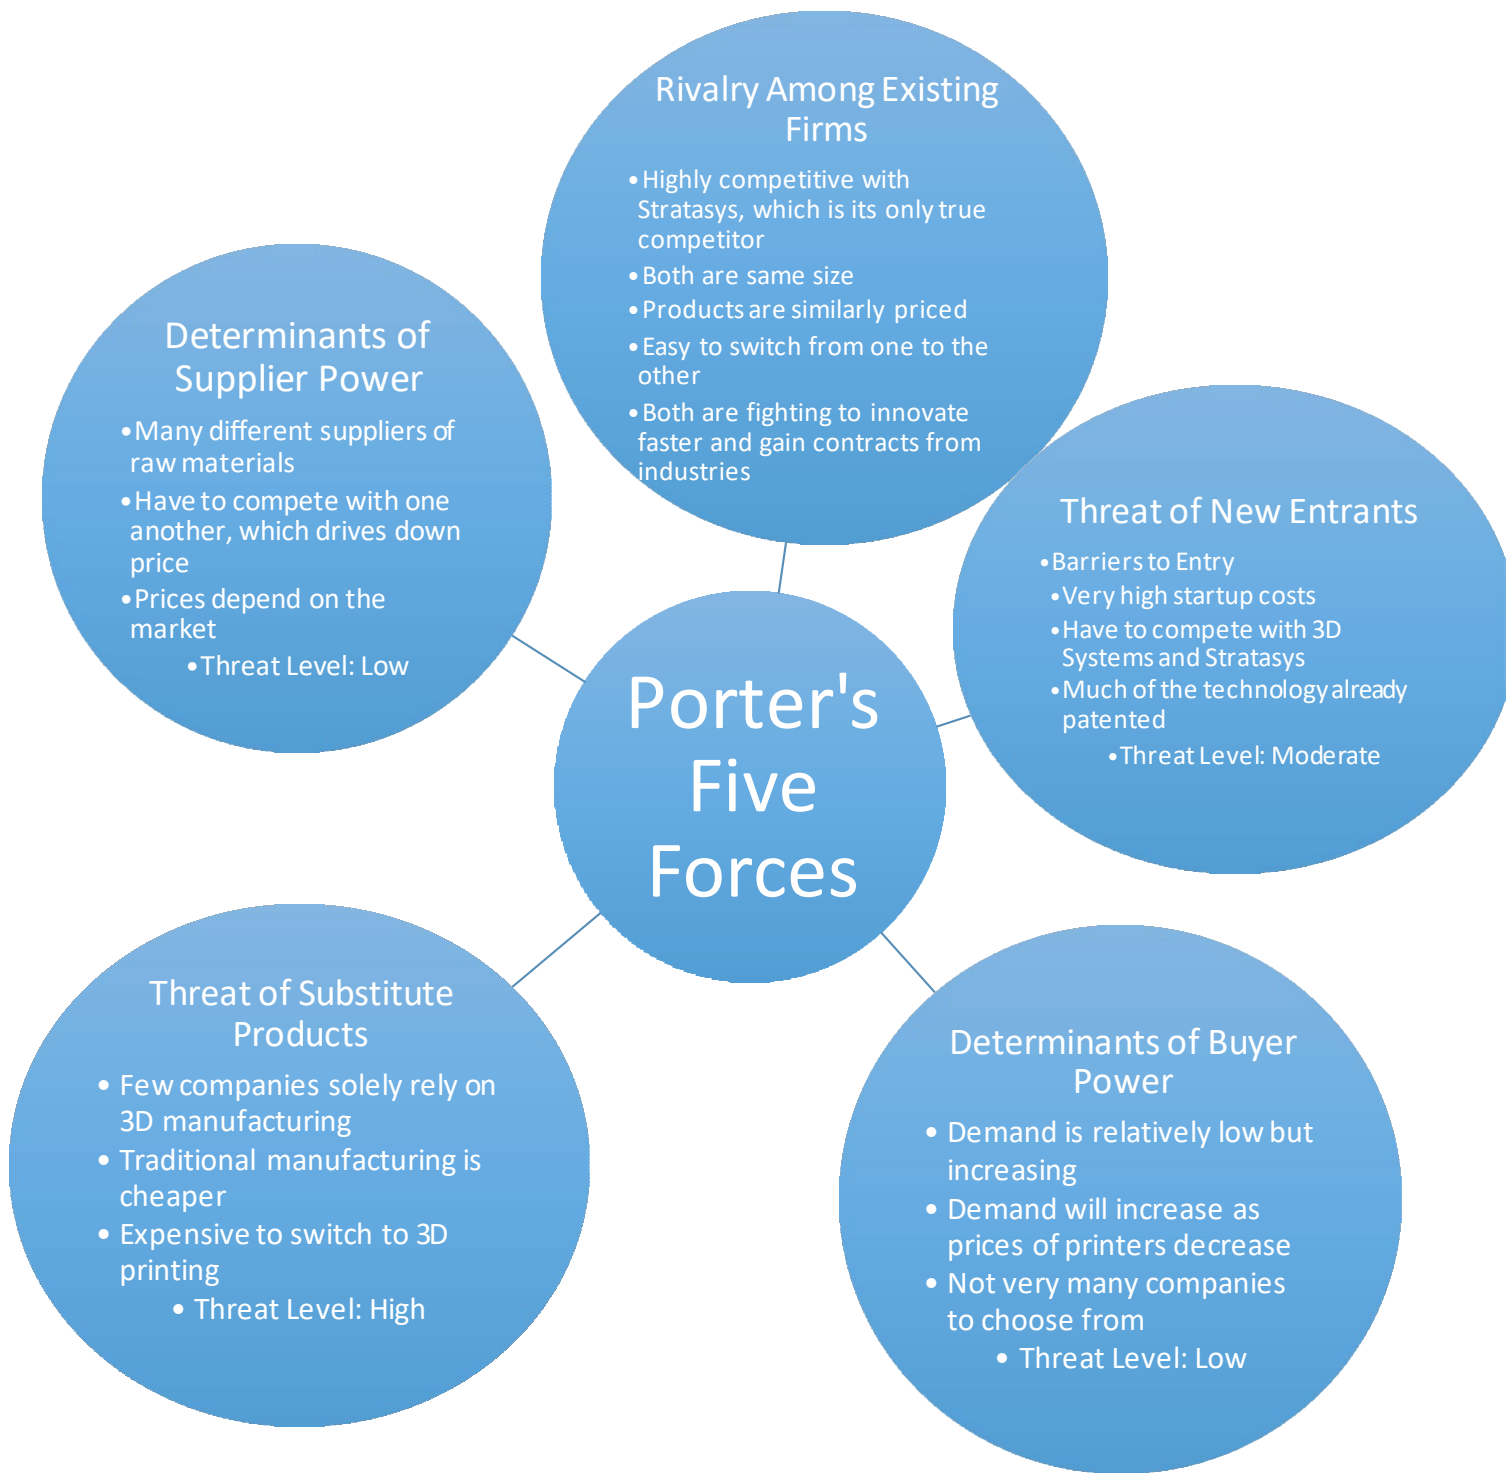 Rivalry Among Existing
Firms
•Highly competitive with
Stratasys, which is its only true
competitor
•Both are same size
•Products are similarly priced
•Easy to switch from one to the
other
•Both are fighting to innovate
faster and gain contracts from
industries
Determinants of
Supplier Power
•Many different suppliers of
raw materials
•Have to compete with one
another, which drives down
price
•Prices depend on the
market
•Threat Level: Low
Threat of New Entrants
•Barriers to Entry
•Very high startup costs
•Have to compete with 3D
Systems and Stratasys
•Much of the technology already
patented
•Threat Level: Moderate
Porter's
Five
Forces
Threat of Substitute
Products
• Few companies solely rely on
3D manufacturing
• Traditional manufacturing is
cheaper
• Expensive to switch to 3D
printing
• Threat Level: High
Determinants of Buyer
Power
• Demand is relatively low but
increasing
• Demand will increase as
prices of printers decrease
• Not very many companies
to choose from
• Threat Level: Low